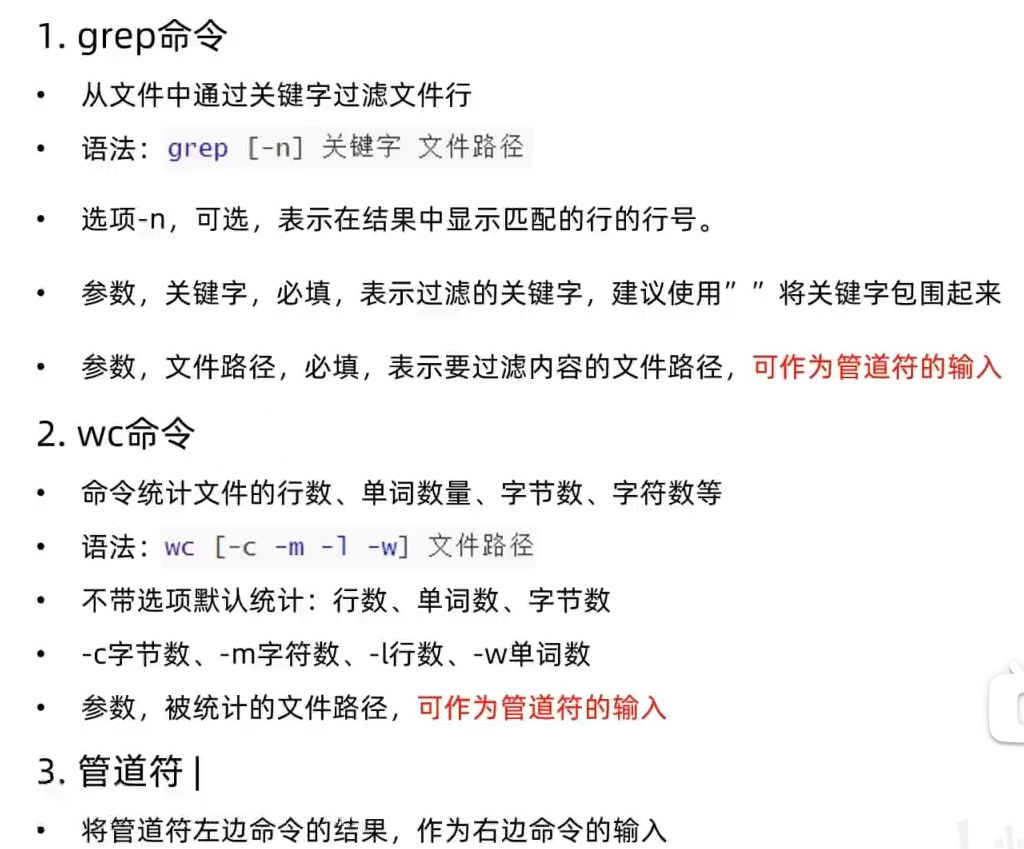 1. grep命令
• 从文件中通过关键字过滤文件行
• 语法：grep [-n] 关键字 文件路径
• 选项-n，可选，表示在结果中显示匹配的行的行号。
• 参数，关键字，必填，表示过滤的关键字，建议使用””将关键字包围起来
• 参数，文件路径，必填，表示要过滤内容的文件路径，可作为管道符的输入
2. wc命令
• 命令统计文件的行数、单词数量、字节数、字符数等
• 语法：wc [-c -m -l -w] 文件路径
• 不带选项默认统计：行数、单词数、字节数
• -c字节数、-m字符数、-l行数、-w单词数
• 参数，被统计的文件路径，可作为管道符的输入
3. 管道符 |
• 将管道符左边命令的结果，作为右边命令的输入